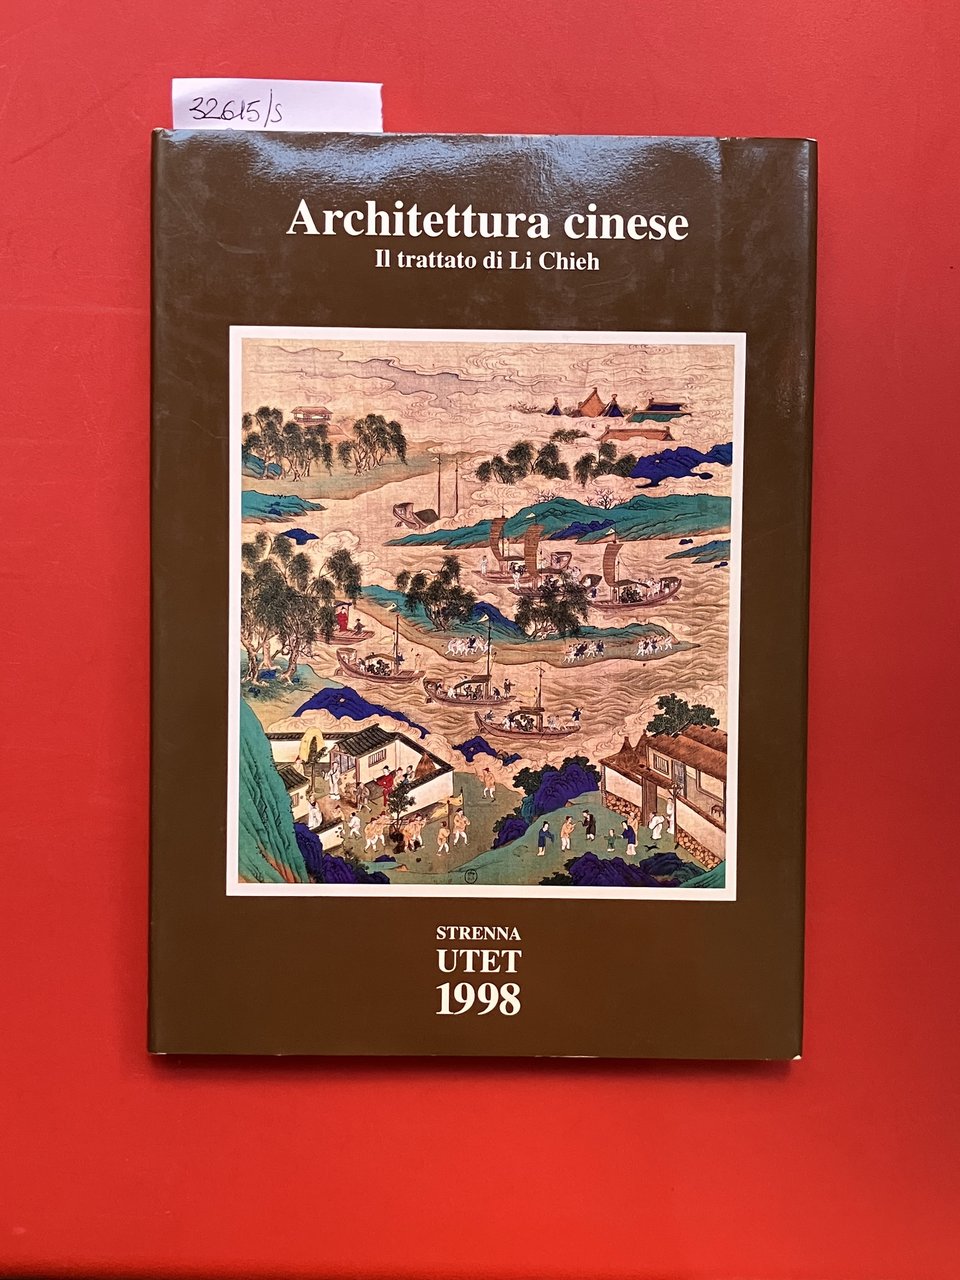 32615/s
Architettura cinese
Il trattato di Li Chieh
STRENNA
UTET
1998